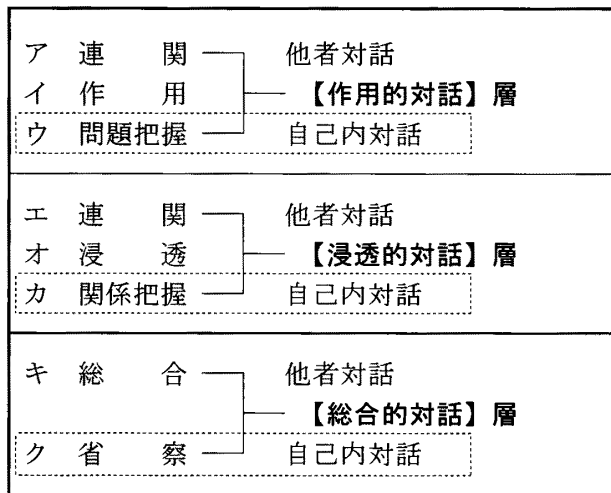 ア 連 関 他者対話
イ 作 用 【作用的対話】層
ウ 問題把握 自己内対話
エ 連 関 他者対話
オ 浸 透 【浸透的対話】層
カ 関係把握 自己内対話
キ 総 合 他者対話
【総合的対話】層
ク 省 察 自己内対話